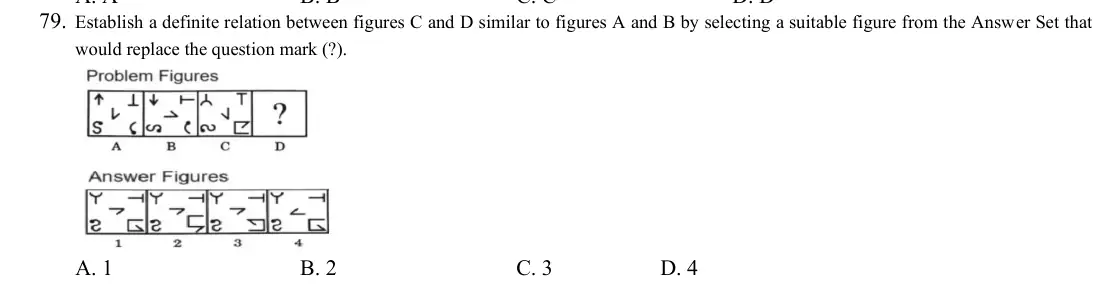 79. Establish a definite relation between figures C and D similar to figures A and B by selecting a suitable figure from the Answer Set that
would replace the question mark (?).
Problem Figures
?
A B C D
Answer Figures
1 2 3 4
A. 1 B. 2 C. 3 D. 4